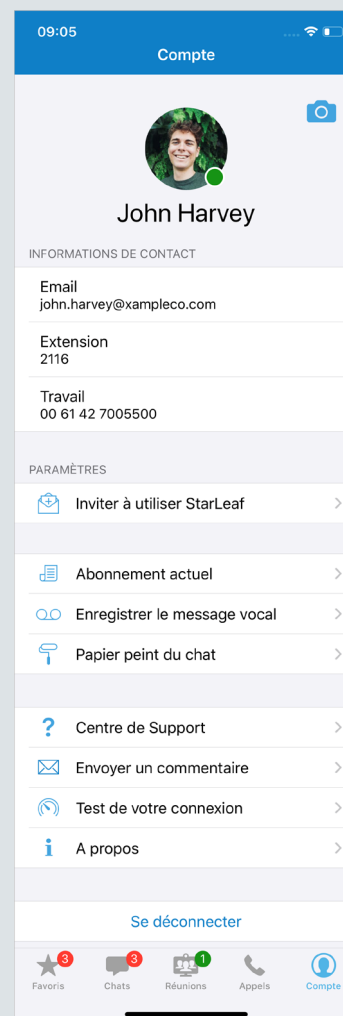 09:05
Compte
John Harvey
INFORMATIONS DE CONTACT
Email
john.harvey@xampleco.com
Extension
2116
Travail
00 61 42 7005500
PARAMÈTRES
Inviter à utiliser StarLeaf
Abonnement actuel
Enregistrer le message vocal
Papier peint du chat
Centre de Support
Envoyer un commentaire
Test de votre connexion
A propos
Se déconnecter
3 3 1
Favoris Chats Réunions Appels Compte